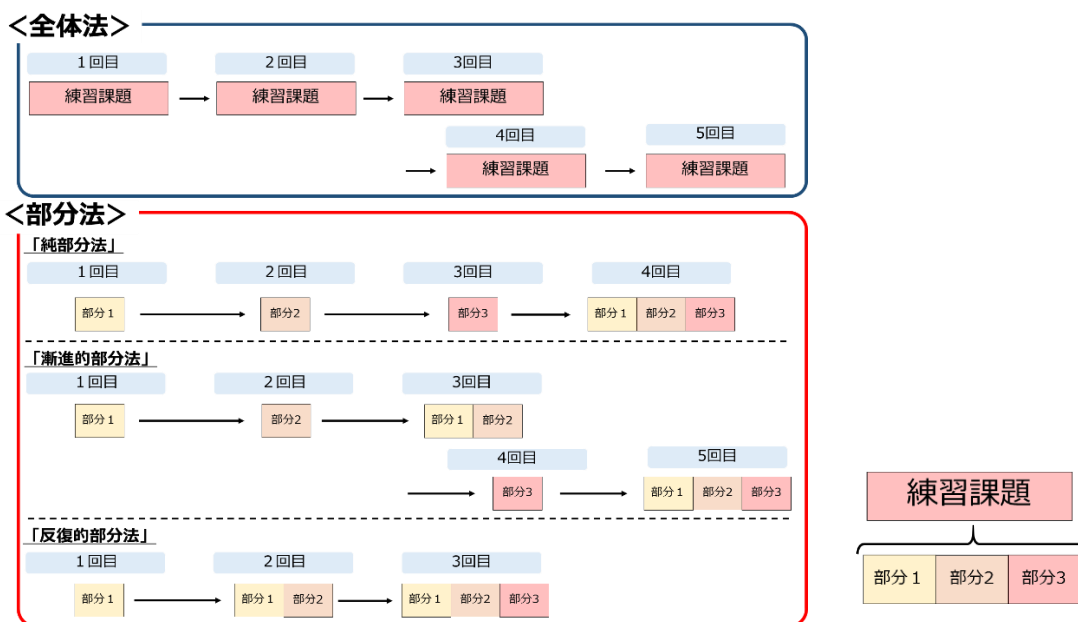 ＜全体法＞
1回目 2回目 3回目
練習課題 練習課題 練習課題
4回目 5回目
練習課題 練習課題
＜部分法＞
「純部分法」
1回目 2回目 3回目 4回目
部分1 部分2 部分3 部分1 部分2 部分3
「漸進的部分法」
1回目 2回目 3回目
部分1 部分2 部分1 部分2
4回目 5回目
部分3 部分1 部分2 部分3
「反復的部分法」
1回目 2回目 3回目
部分1 部分1 部分2 部分1 部分2 部分3
練習課題
部分1 部分2 部分3